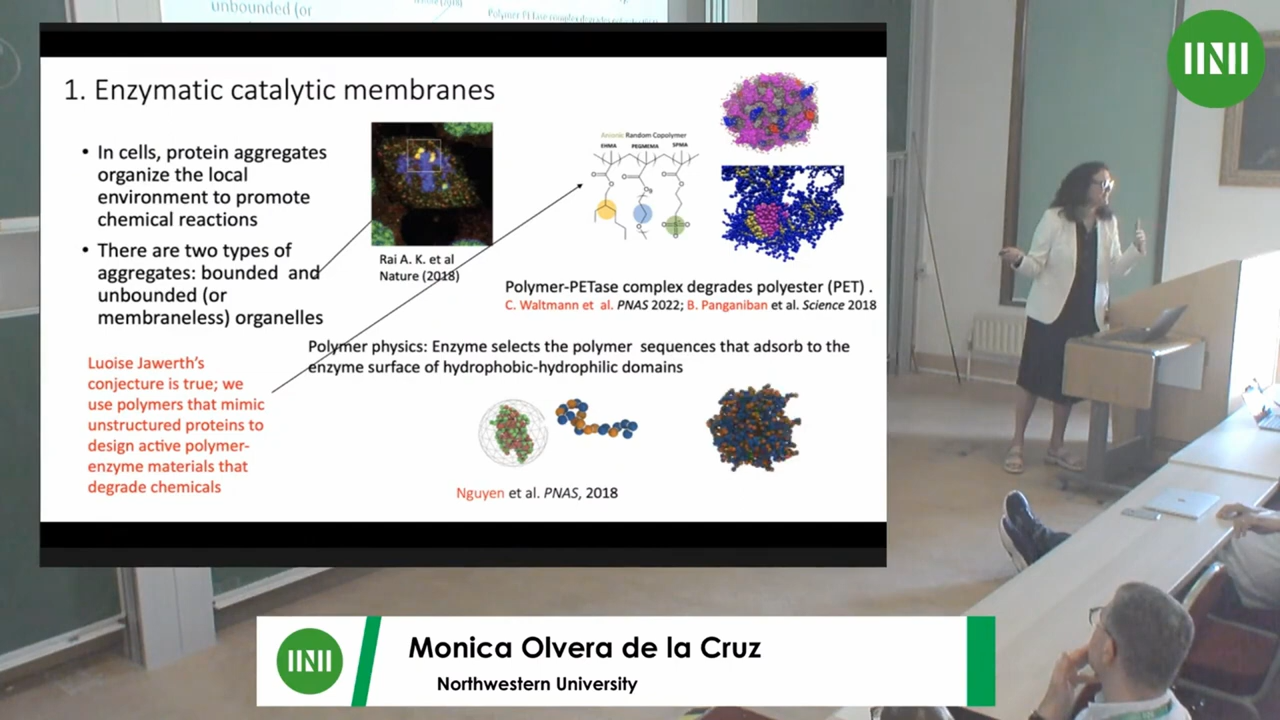 unbounded (or
1. Enzymatic catalytic membranes
• In cells, protein aggregates
organize the local
environment to promote
chemical reactions
• There are two types of
aggregates: bounded and
unbounded (or
membraneless) organelles
Luoise Jawerth's
conjecture is true; we
use polymers that mimic
unstructured proteins to
design active polymer-
enzyme materials that
degrade chemicals
Rai A. K. et al
Nature (2018)
Anionic Random Copolymer
EHMA PEGMEMA SPMA
Polymer-PETase complex degrades polyester (PET) .
C. Waltmann et al. PNAS 2022; B. Panganiban et al. Science 2018
Polymer physics: Enzyme selects the polymer sequences that adsorb to the
enzyme surface of hydrophobic-hydrophilic domains
Nguyen et al. PNAS, 2018
Monica Olvera de la Cruz
Northwestern University